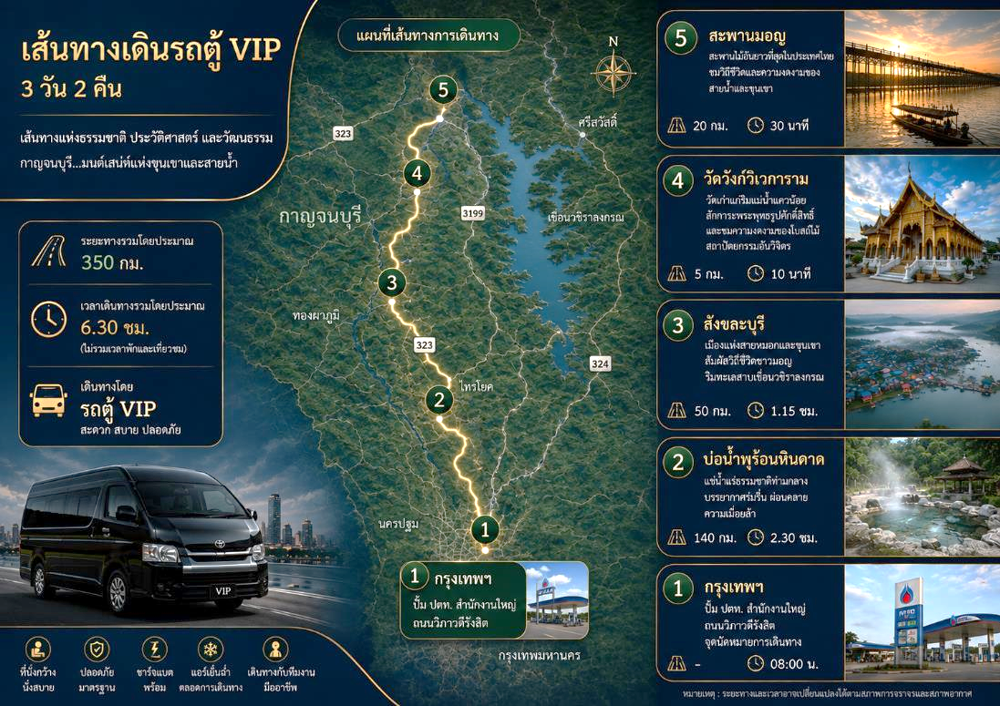 เส้นทางเดินรถตู้ VIP
3 วัน 2 คืน
เส้นทางแห่งธรรมชาติ ประวัติศาสตร์ และวัฒนธรรม
กาญจนบุรี...มนต์เสน่ห์แห่งขุนเขาและสายน้ำ
ระยะทางรวมโดยประมาณ
350 กม.
เวลาเดินทางรวมโดยประมาณ
6.30 ชม.
(ไม่รวมเวลาพักและเที่ยวชม)
เดินทางโดย
รถตู้ VIP
สะดวก สบาย ปลอดภัย
VIP
ที่นั่งกว้าง
นั่งสบาย
ปลอดภัย
มาตรฐาน
ชาร์จแบต
พร้อม
แอร์เย็นฉ่ำ
ตลอดการเดินทาง
เดินทางกับทีมงาน
มืออาชีพ
แผนที่เส้นทางการเดินทาง
N
5
323
ศรีสวัสดิ์
4
กาญจนบุรี
3199
เขื่อนวชิราลงกรณ
3
ทองผาภูมิ
323
324
ไทรโยค
2
นครปฐม
1
1 กรุงเทพฯ
ปั๊ม ปตท. สำนักงานใหญ่
ถนนวิภาวดีรังสิต
กรุงเทพมหานคร
5 สะพานมอญ
สะพานไม้อันยาวที่สุดในประเทศไทย
ชมวิถีชีวิตและความงดงามของ
สายน้ำและขุนเขา
20 กม. 30 นาที
4 วัดวังก์วิเวการาม
วัดเก่าแก่ริมแม่น้ำแควน้อย
สักการะพระพุทธรูปศักดิ์สิทธิ์
และชมความงดงามของโบสถ์ไม้
สถาปัตยกรรมอันวิจิตร
5 กม. 10 นาที
3 สังขละบุรี
เมืองแห่งสายหมอกและขุนเขา
สัมผัสวิถีชีวิตชาวมอญ
ริมทะเลสาบเขื่อนวชิราลงกรณ
50 กม. 1.15 ชม.
2 บ่อน้ำพุร้อนหินดาด
แช่น้ำแร่ธรรมชาติท่ามกลาง
บรรยากาศร่มรื่น ผ่อนคลาย
ความเมื่อยล้า
140 กม. 2.30 ชม.
1 กรุงเทพฯ
ปั๊ม ปตท. สำนักงานใหญ่
ถนนวิภาวดีรังสิต
จุดนัดหมายการเดินทาง
- 08:00 น.
หมายเหตุ : ระยะทางและเวลาอาจเปลี่ยนแปลงได้ตามสภาพการจราจรและสภาพอากาศ